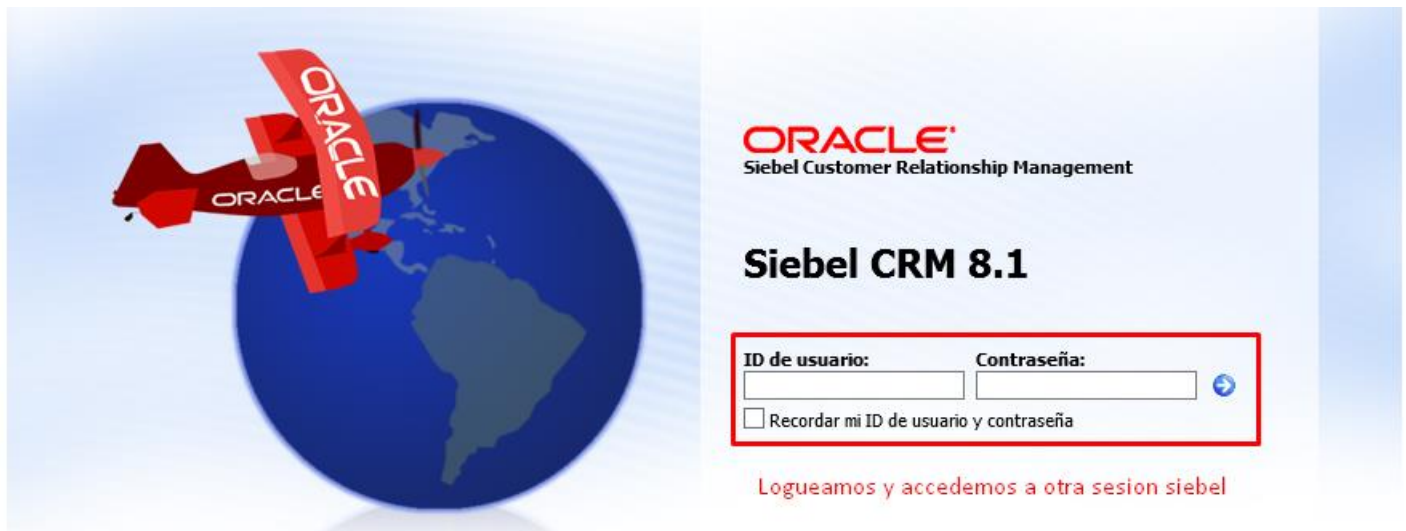 ORACLE
ORACLE
ORACLE
Siebel Customer Relationship Management
Siebel CRM 8.1
ID de usuario: Contraseña:
Recordar mi ID de usuario y contraseña
Logueamos y accedemos a otra sesion siebel